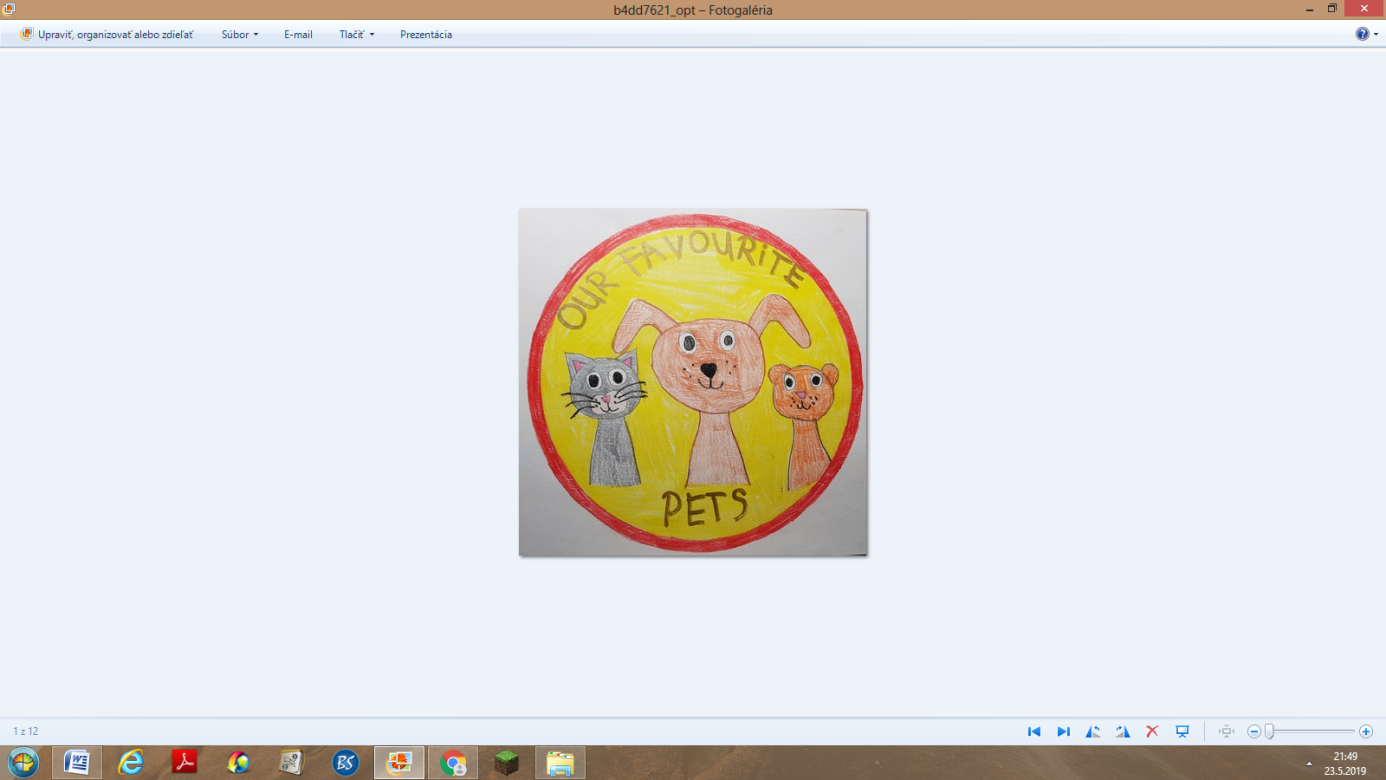 b4dd7621_opt – Fotogaléria
Upraviť, organizovať alebo zdieľať Súbor E-mail Tlačiť Prezentácia
OUR FAVOURiTE
PETS
1 z 12
BS
21:49
23.5.2019